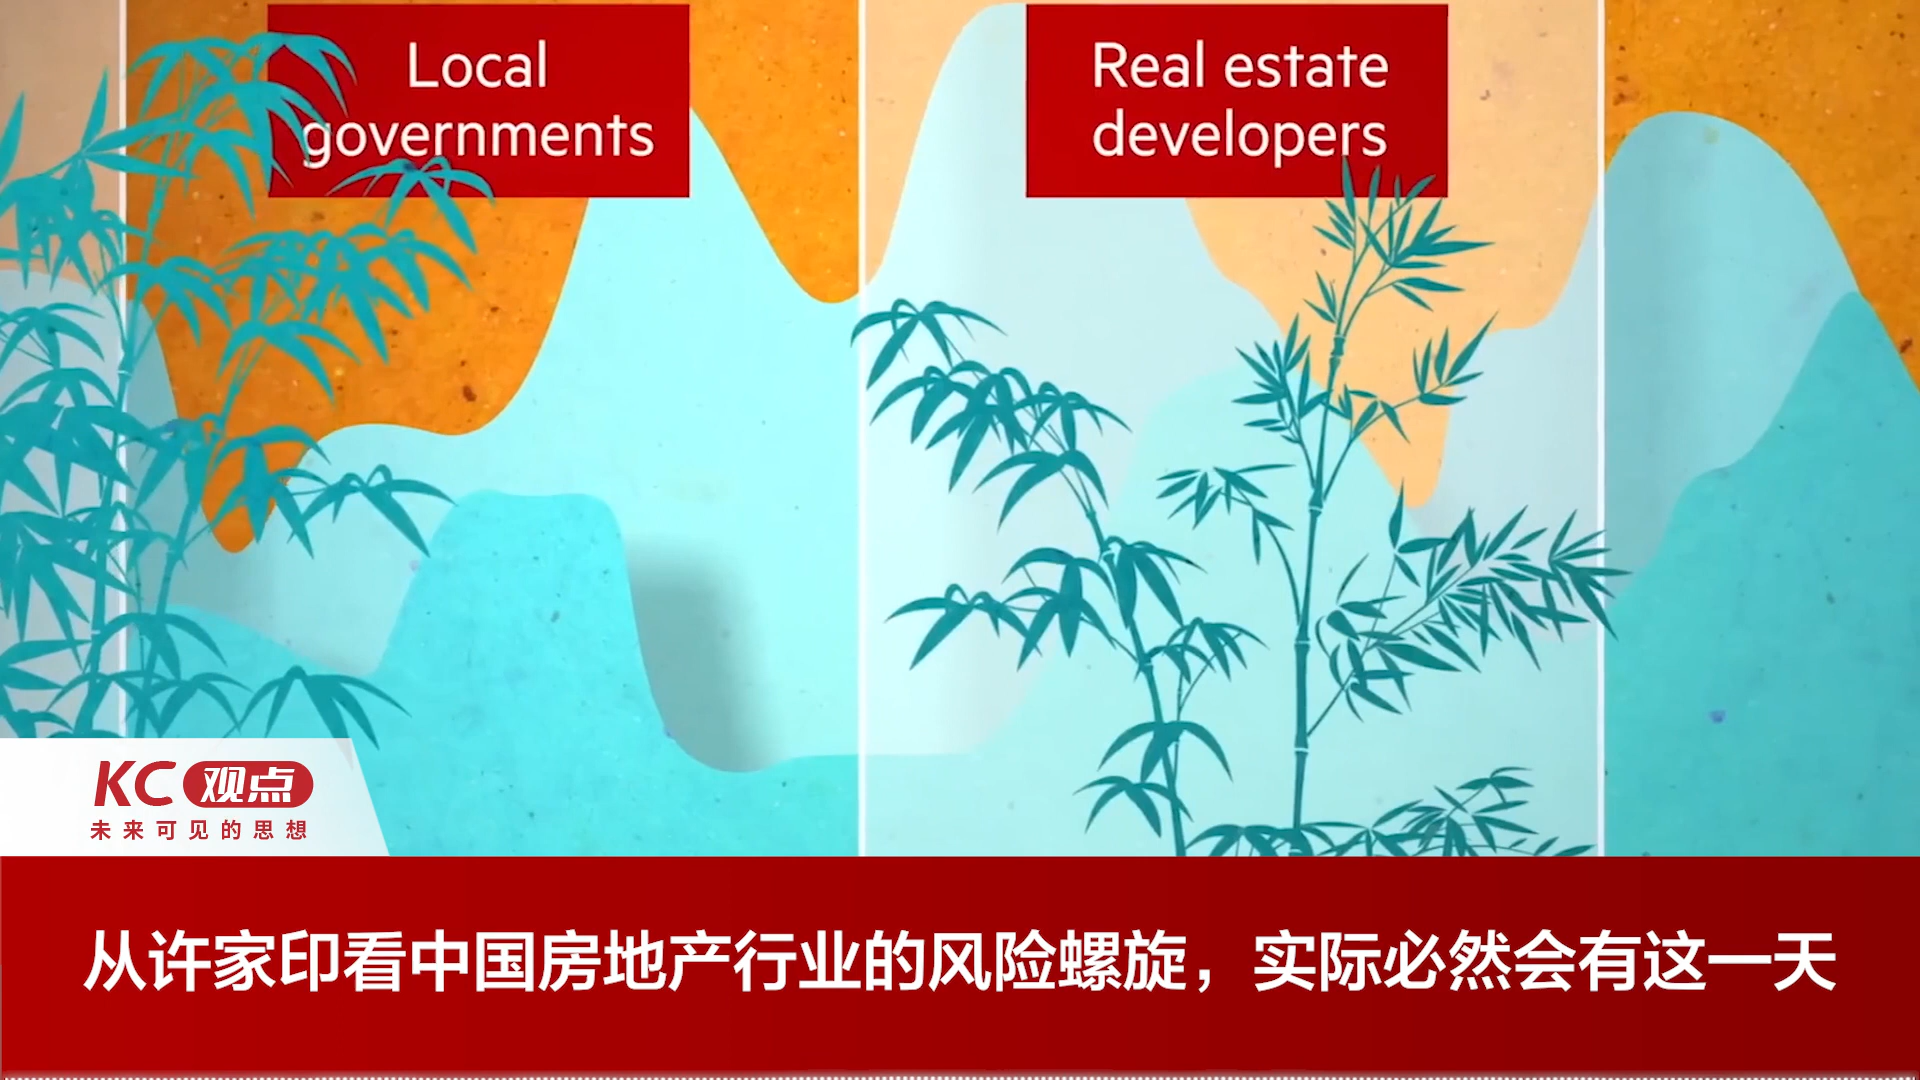 Local
governments
Real estate
developers
KC 观点
未来可见的思想
从许家印看中国房地产行业的风险螺旋，实际必然会有这一天